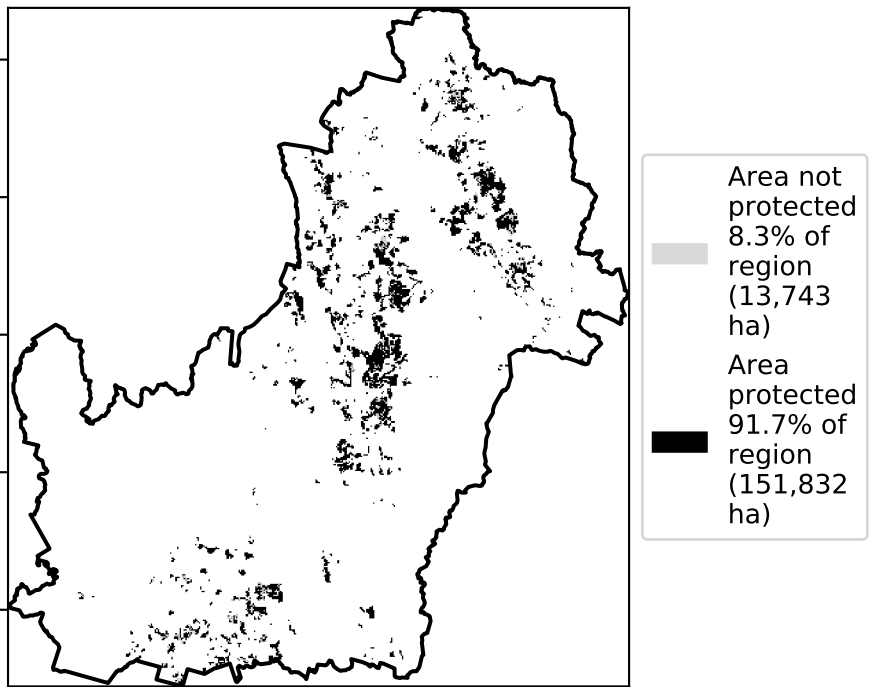 Area not
protected
8.3% of
region
(13,743
ha)
Area
protected
91.7% of
region
(151,832
ha)